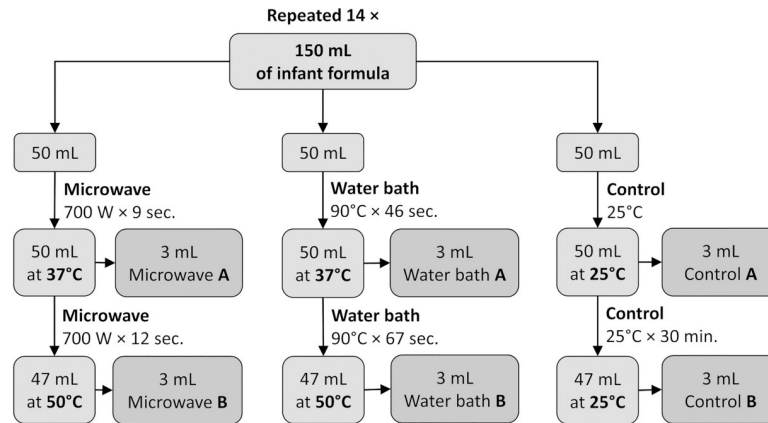 Repeated 14 ×
150 mL
of infant formula
50 mL
50 mL
50 mL
Microwave
700 W × 9 sec.
Water bath
90°C × 46 sec.
Control
25°C
50 mL
at 37°C
3 mL
Microwave A
50 mL
at 37°C
3 mL
Water bath A
50 mL
at 25°C
3 mL
Control A
Microwave
700 W × 12 sec.
Water bath
90°C × 67 sec.
Control
25°C × 30 min.
47 mL
at 50°C
3 mL
Microwave B
47 mL
at 50°C
3 mL
Water bath B
47 mL
at 25°C
3 mL
Control B